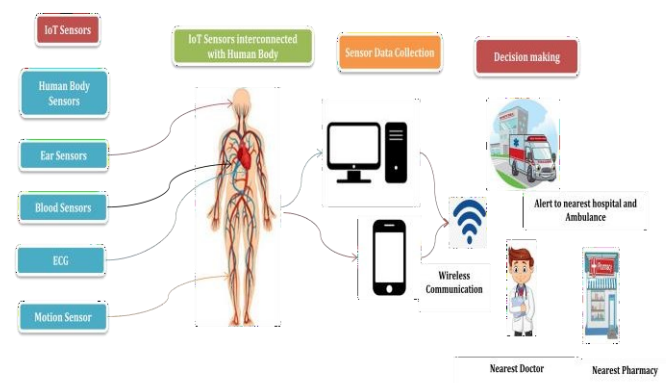 IoT Sensors
IoT Sensors interconnected
with Human Body
Sensor Data Collection
Decision making
Human Body
Sensors
Ear Sensors
Blood Sensors
ECG
Motion Sensor
Wireless
Communication
Alert to nearest hospital and
Ambulance
Pharmacy
Nearest Doctor
Nearest Pharmacy